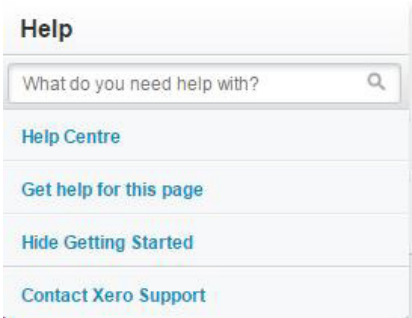 Help
What do you need help with?
Help Centre
Get help for this page
Hide Getting Started
Contact Xero Support